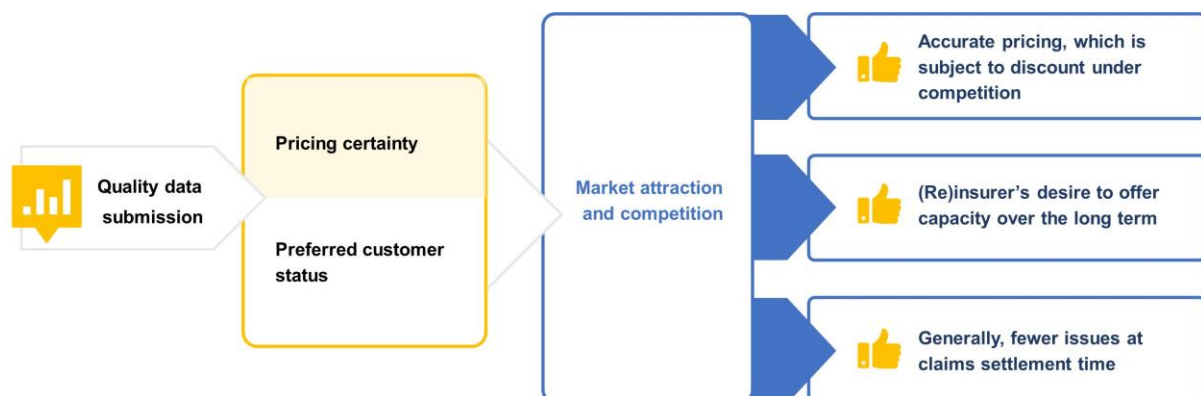 Quality data
submission
Pricing certainty
Preferred customer
status
Market attraction
and competition
Accurate pricing, which is
subject to discount under
competition
(Re)insurer's desire to offer
capacity over the long term
Generally, fewer issues at
claims settlement time